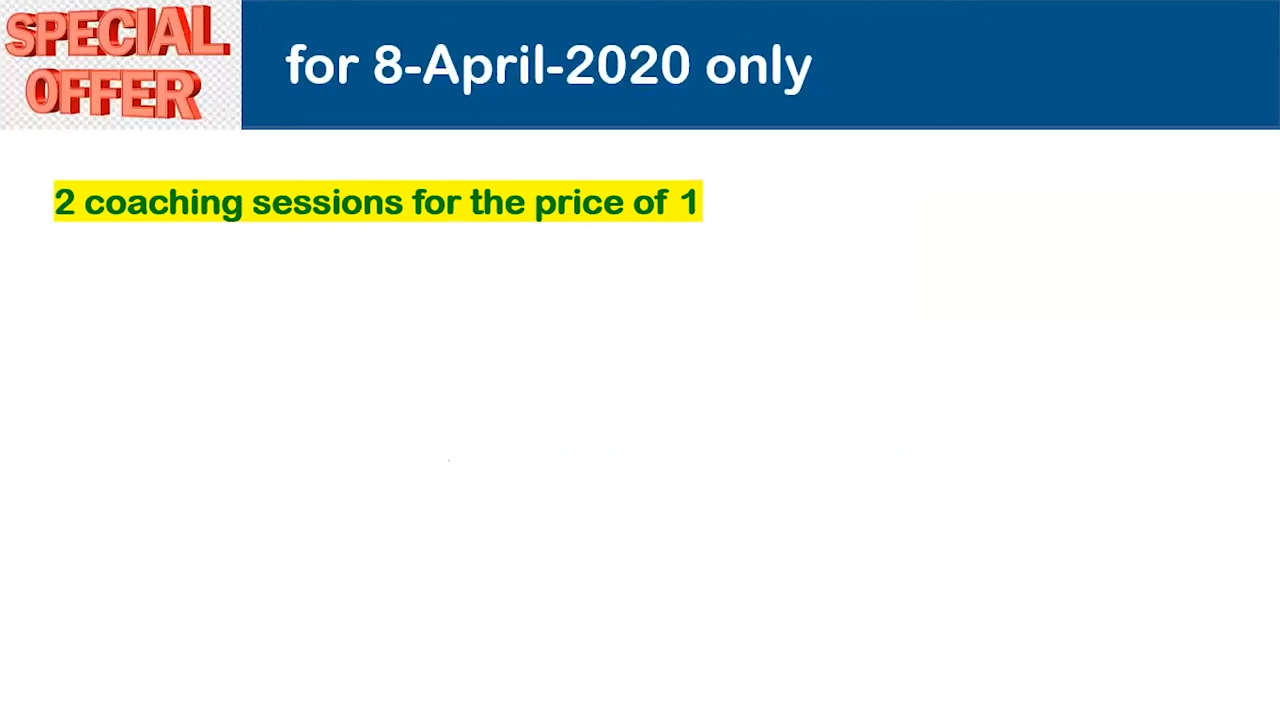 SPECIAL
OFFER
for 8-April-2020 only
2 coaching sessions for the price of 1